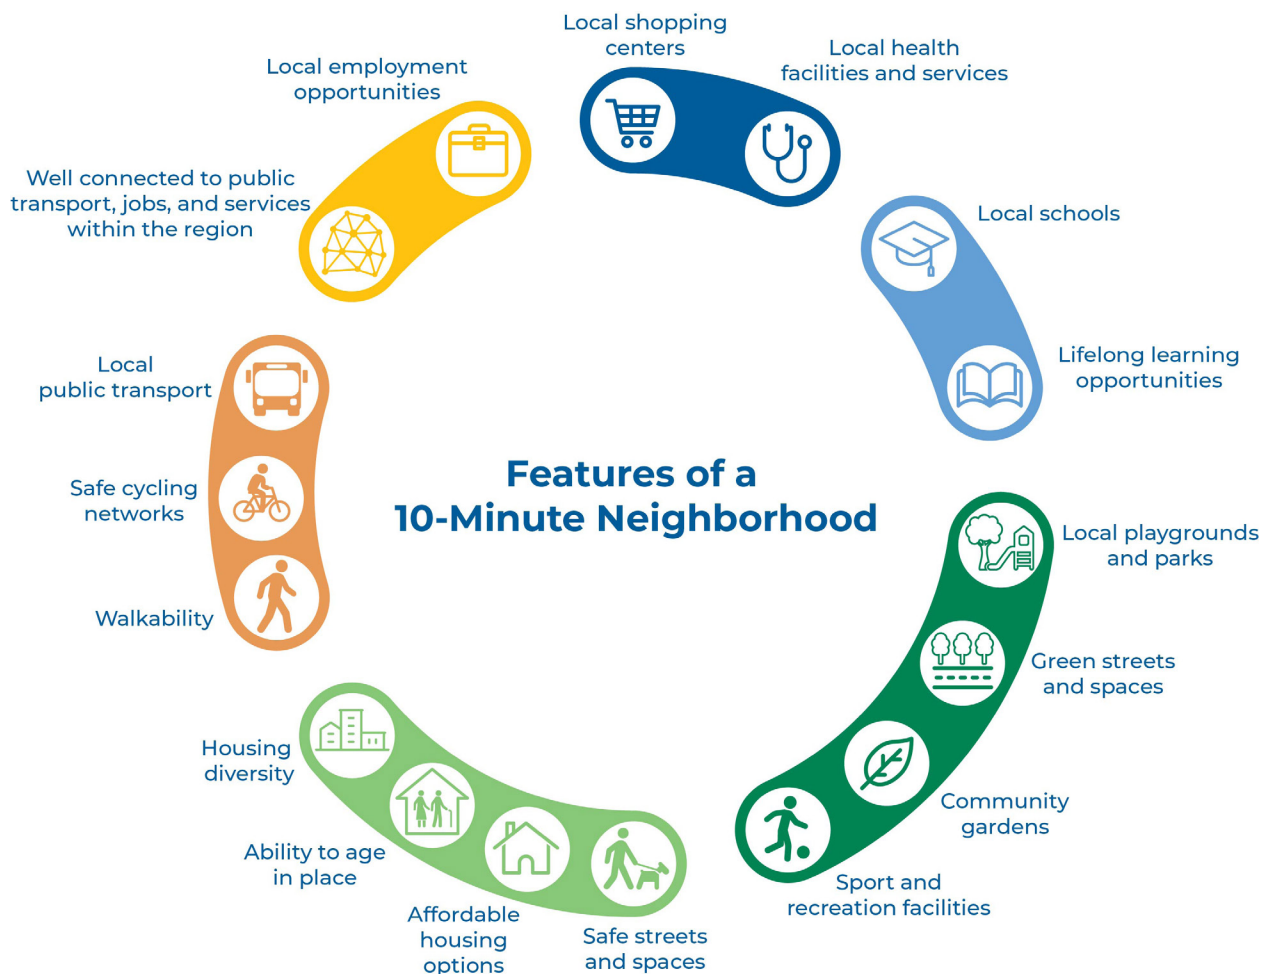 Local shopping
centers
Local health
facilities and services
Local employment
opportunities
Well connected to public
transport, jobs, and services
within the region
Local schools
Lifelong learning
opportunities
Local
public transport
Safe cycling
networks
Walkability
Features of a
10-Minute Neighborhood
Local playgrounds
and parks
Green streets
and spaces
Community
gardens
Sport and
recreation facilities
Housing
diversity
Ability to age
in place
Affordable
housing
options
Safe streets
and spaces